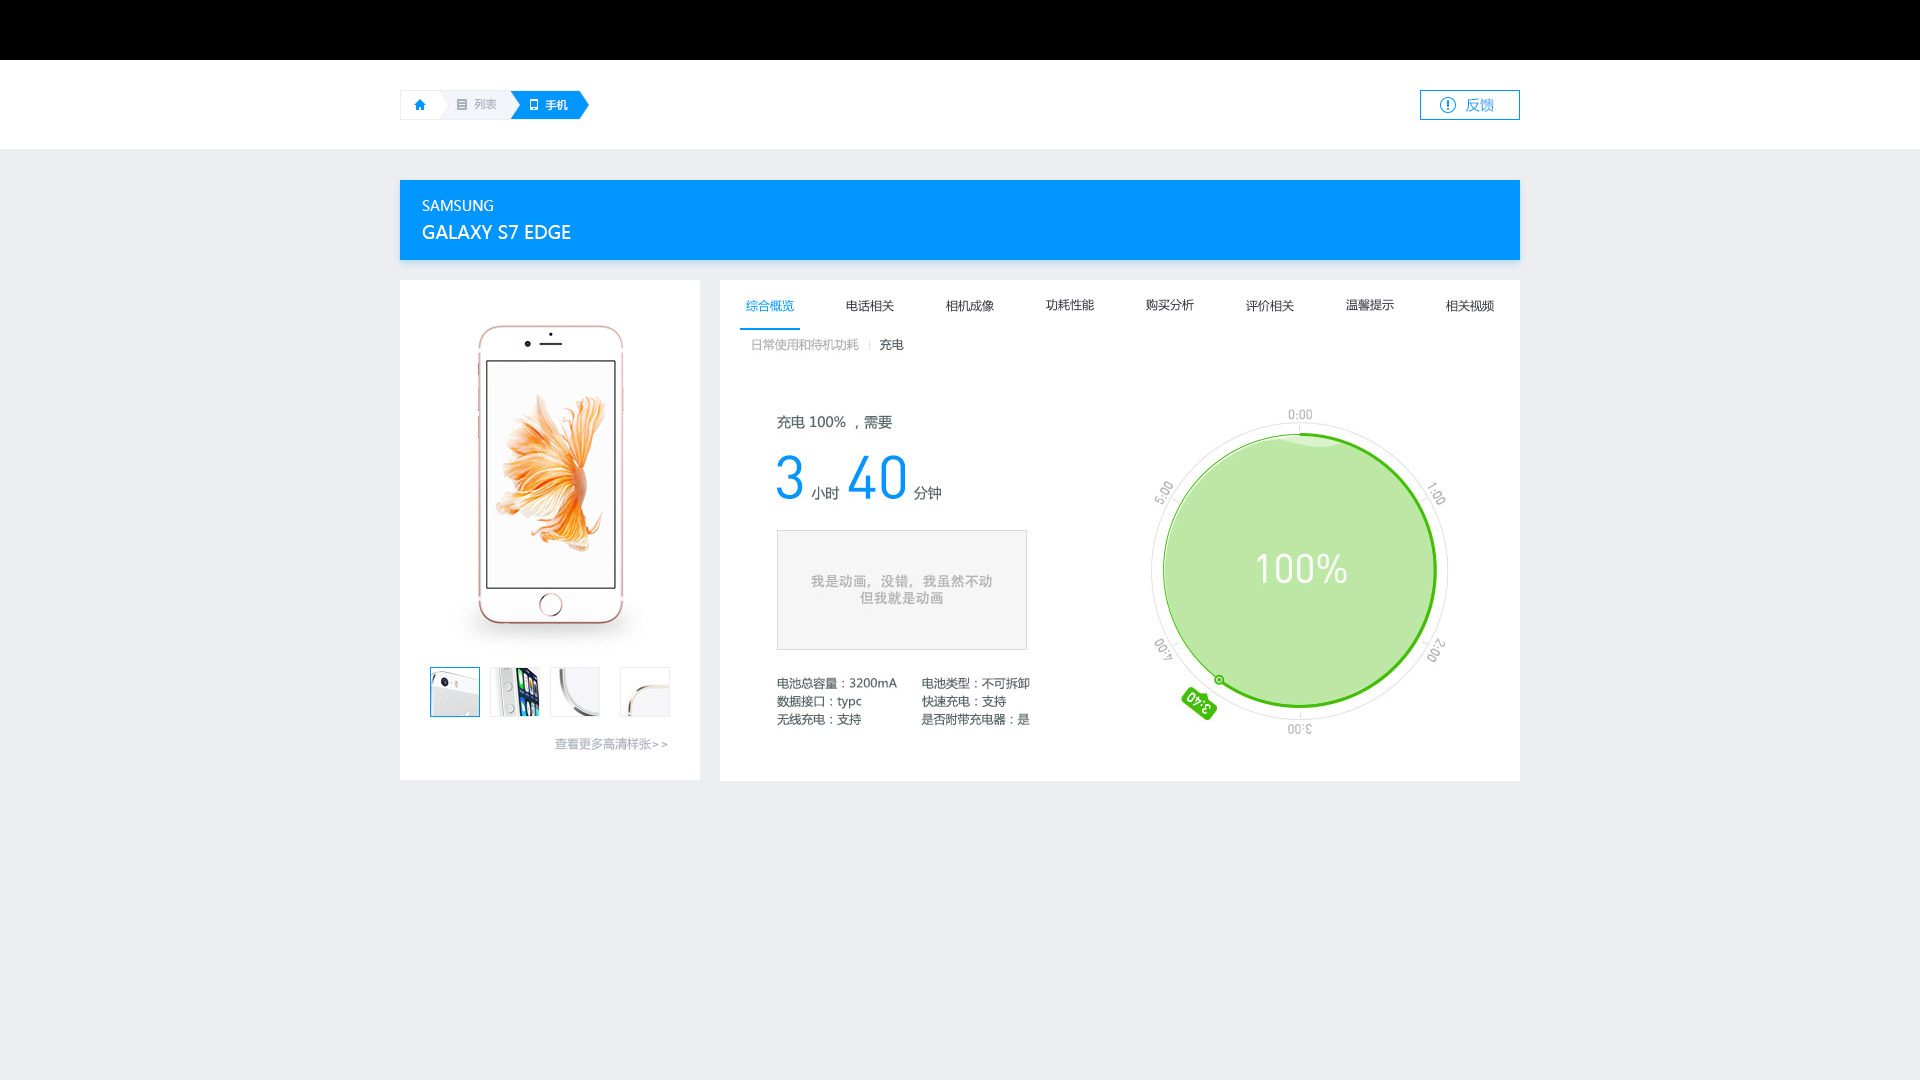 列表
手机
反馈
SAMSUNG
GALAXY S7 EDGE
综合概览
电话相关
相机成像
功耗性能
购买分析
评价相关
温馨提示
相关视频
日常使用和待机功耗 | 充电
充电 100% ，需要
3 小时 40 分钟
我是动画，没错，我虽然不动
但我就是动画
电池总容量：3200mA 电池类型：不可拆卸
数据接口：typc 快速充电：支持
无线充电：支持 是否附带充电器：是
0:00
1:00
2:00
3:00
3:40
4:00
5:00
100%
查看更多高清样张>>